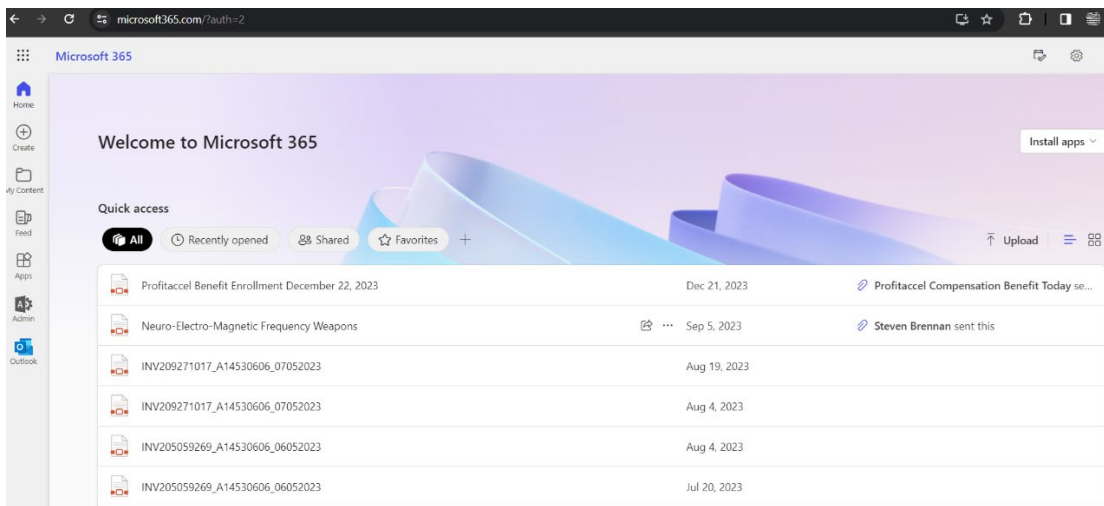 microsoft365.com/?auth=2
Microsoft 365
Home
Create
My Content
Feed
Apps
Admin
Outlook
Welcome to Microsoft 365
Install apps
Quick access
All Recently opened Shared Favorites +
Upload
Profitaccel Benefit Enrollment December 22, 2023 Dec 21, 2023 Profitaccel Compensation Benefit Today se...
Neuro-Electro-Magnetic Frequency Weapons ... Sep 5, 2023 Steven Brennan sent this
INV209271017_A14530606_07052023 Aug 19, 2023
INV209271017_A14530606_07052023 Aug 4, 2023
INV205059269_A14530606_06052023 Aug 4, 2023
INV205059269_A14530606_06052023 Jul 20, 2023